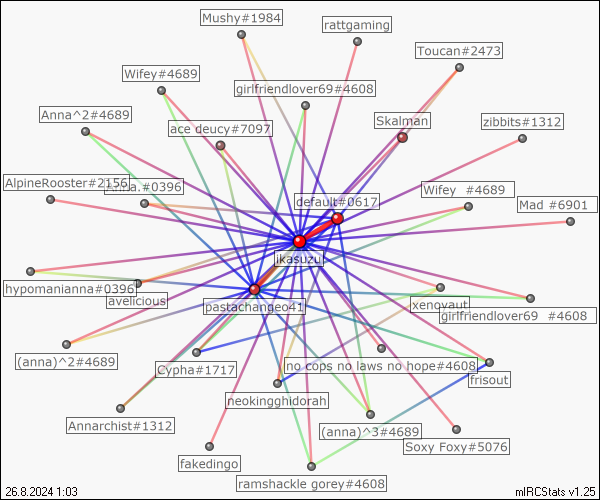 Mushy#1984
rattgaming
Toucan#2473
Wifey#4689
girlfriendlover69#4608
Anna^2#4689
ace deucy#7097
Skalman
zibbits#1312
AlpineRooster#2156
#0396
default#0617
Wifey #4689
Mad #6901
ikasuzu
hypomanianna#0396
avelicious
pastachangeo41
xenovaut
girlfriendlover69 #4608
(anna)^2#4689
Cypha#1717
no cops no laws no hope#4608
frisout
neokingghidorah
Annarchist#1312
(anna)^3#4689
Soxy Foxy#5076
fakedingo
ramshackle gorey#4608
26.8.2024 1:03
mIRCStats v1.25